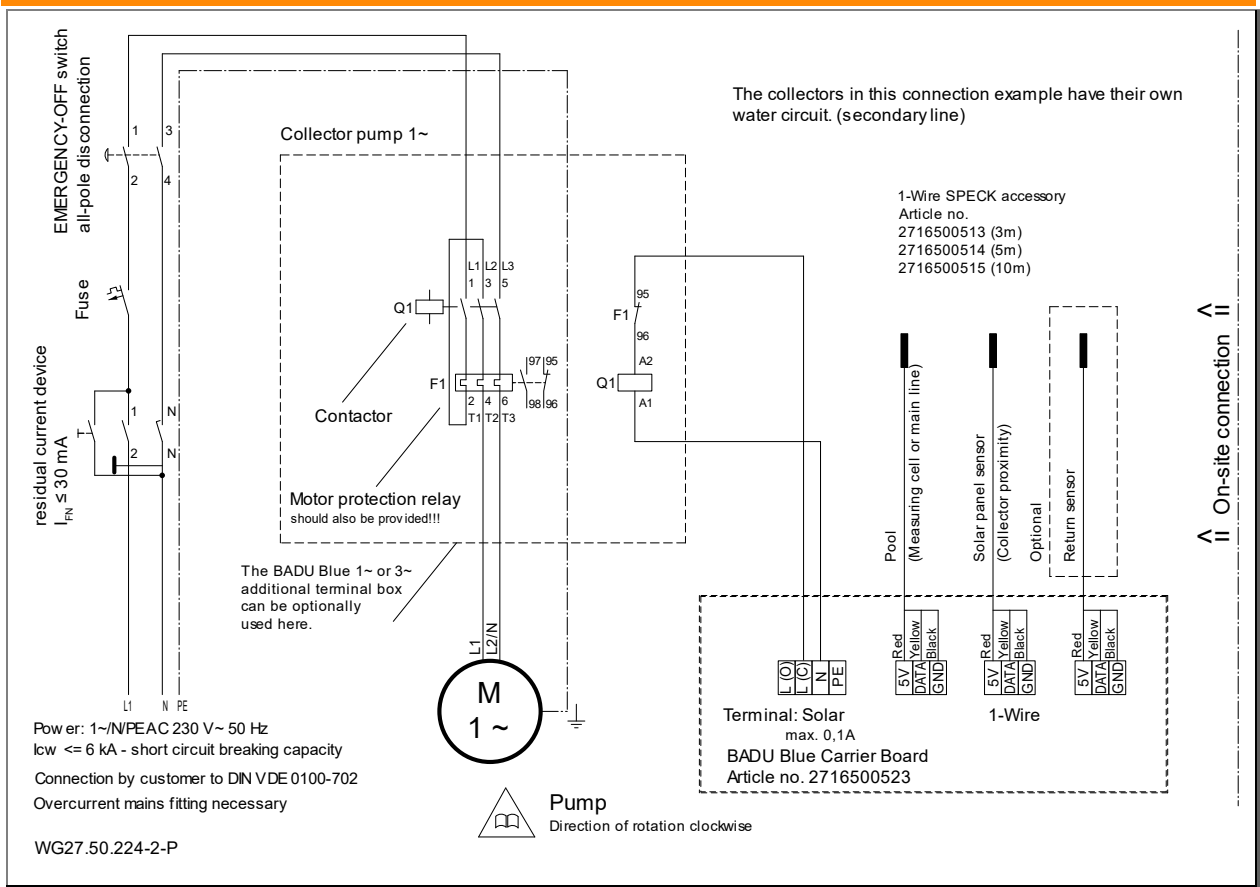 EMERGENCY-OFF switch
all-pole disconnection
1
3
2
4
Fuse
residual current device
I_FN ≤ 30 mA
1
N
2
N
L1
N
PE
Power: 1~/N/PE AC 230 V~ 50 Hz
Icw <= 6 kA - short circuit breaking capacity
Connection by customer to DIN VDE 0100-702
Overcurrent mains fitting necessary
WG27.50.224-2-P
Collector pump 1~
L1 L2 L3
1 3 5
Q1
F1
97 95
98 96
2 4 6
T1 T2 T3
Contactor
Motor protection relay
should also be provided!!!
The BADU Blue 1~ or 3~
additional terminal box
can be optionally
used here.
L1
L2/N
M
1 ~
Pump
Direction of rotation clockwise
95
F1
96
A2
Q1
A1
The collectors in this connection example have their own
water circuit. (secondary line)
1-Wire SPECK accessory
Article no.
2716500513 (3m)
2716500514 (5m)
2716500515 (10m)
Pool
(Measuring cell or main line)
Solar panel sensor
(Collector proximity)
Optional
Return sensor
Red
Yellow
Black
5V
DATA
GND
Red
Yellow
Black
5V
DATA
GND
Red
Yellow
Black
5V
DATA
GND
L (O)
L (C)
N
PE
Terminal: Solar
max. 0,1A
1-Wire
BADU Blue Carrier Board
Article no. 2716500523
<= On-site connection <=